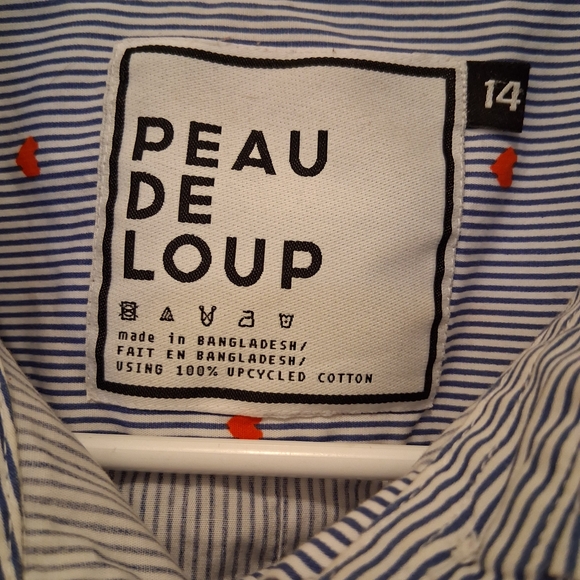 PEAU
DE
LOUP
14
made in BANGLADESH/
FAIT EN BANGLADESH/
USING 100% UPCYCLED COTTON